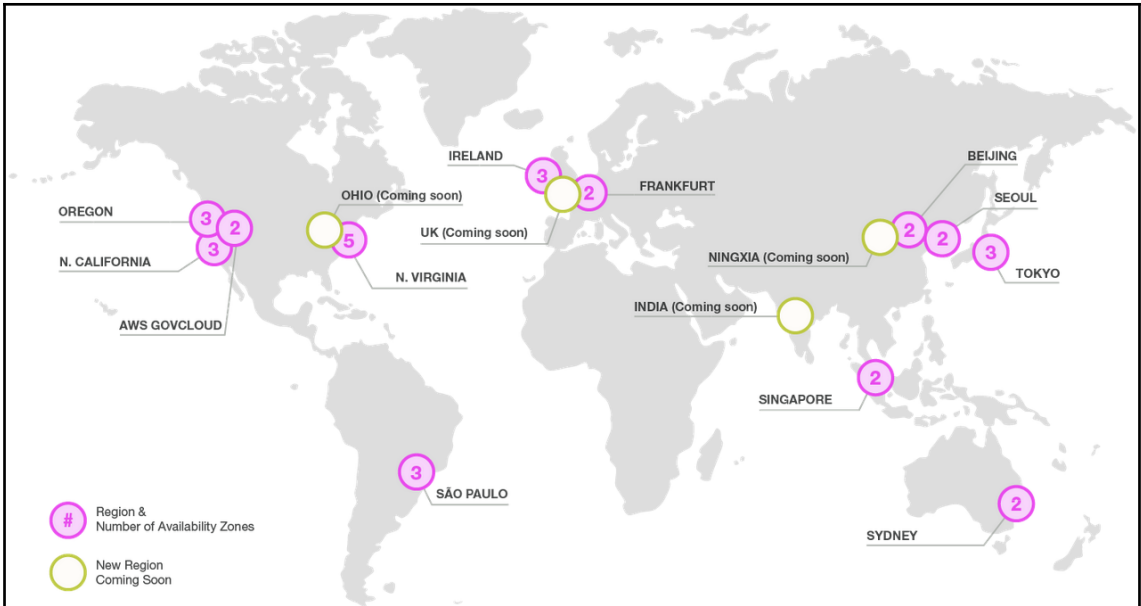 IRELAND
3
BEIJING
FRANKFURT
2
OHIO (Coming soon)
SEOUL
OREGON
3
2
UK (Coming soon)
2
2
5
NINGXIA (Coming soon)
3
N. CALIFORNIA
3
N. VIRGINIA
TOKYO
INDIA (Coming soon)
AWS GOVCLOUD
2
SINGAPORE
3
SÃO PAULO
2
SYDNEY
# Region &
Number of Availability Zones
New Region
Coming Soon